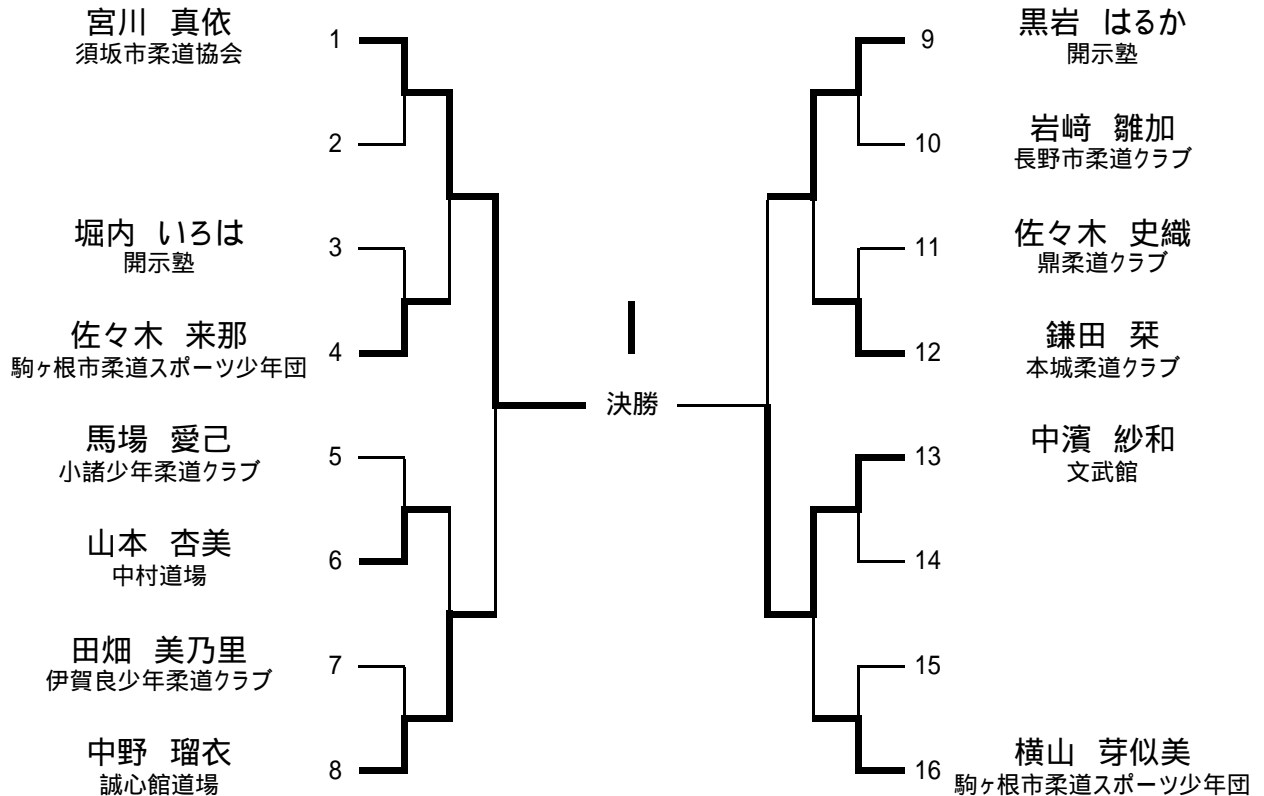 宮川 真依
須坂市柔道協会
1
2
堀内 いろは
開示塾
3
佐々木 来那
駒ヶ根市柔道スポーツ少年団
4
馬場 愛己
小諸少年柔道クラブ
5
山本 杏美
中村道場
6
田畑 美乃里
伊賀良少年柔道クラブ
7
中野 瑠衣
誠心館道場
8
決勝
9
黒岩 はるか
開示塾
10
岩﨑 雛加
長野市柔道クラブ
11
佐々木 史織
鼎柔道クラブ
12
鎌田 栞
本城柔道クラブ
13
中濱 紗和
文武館
14
15
16
横山 芽似美
駒ヶ根市柔道スポーツ少年団